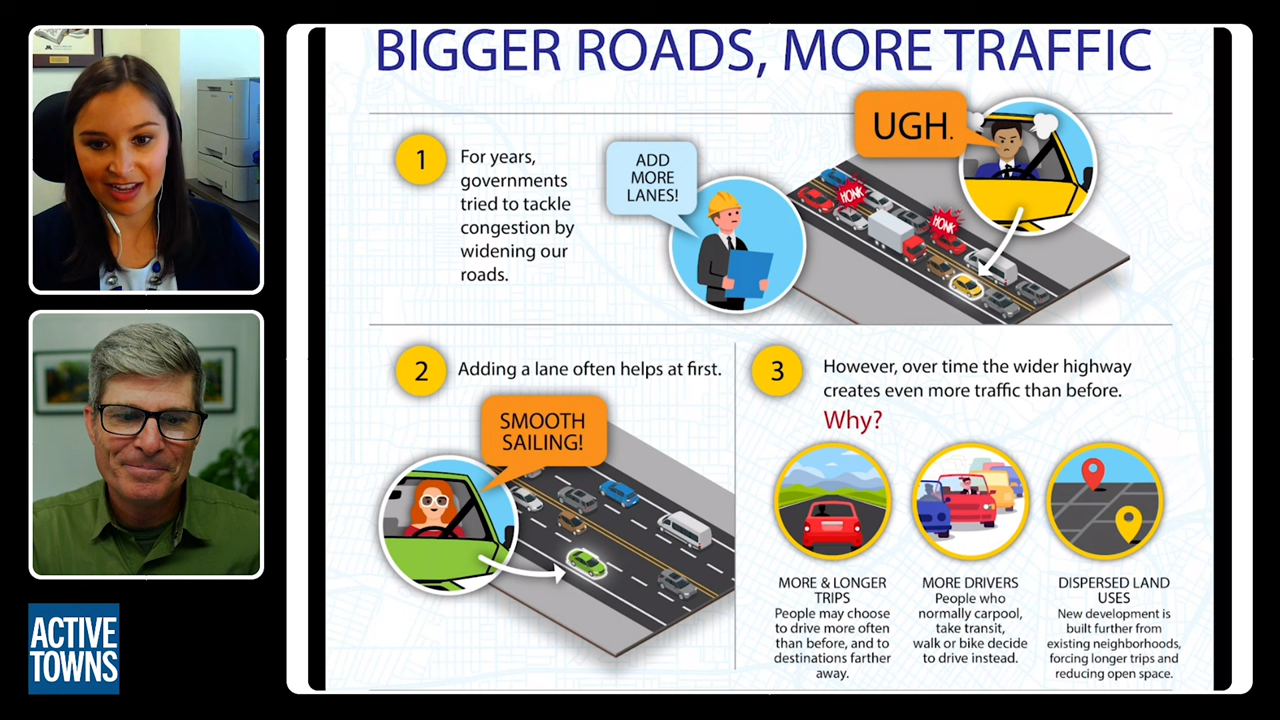 BIGGER ROADS, MORE TRAFFIC
1
For years,
governments
tried to tackle
congestion by
widening our
roads.
ADD
MORE
LANES!
UGH.
HONK
HONK
2
Adding a lane often helps at first.
SMOOTH
SAILING!
3
However, over time the wider highway
creates even more traffic than before.
Why?
MORE & LONGER
TRIPS
People may choose
to drive more often
than before, and to
destinations farther
away.
MORE DRIVERS
People who
normally carpool,
take transit,
walk or bike decide
to drive instead.
DISPERSED LAND
USES
New development is
built further from
existing neighborhoods,
forcing longer trips and
reducing open space.
ACTIVE
TOWNS